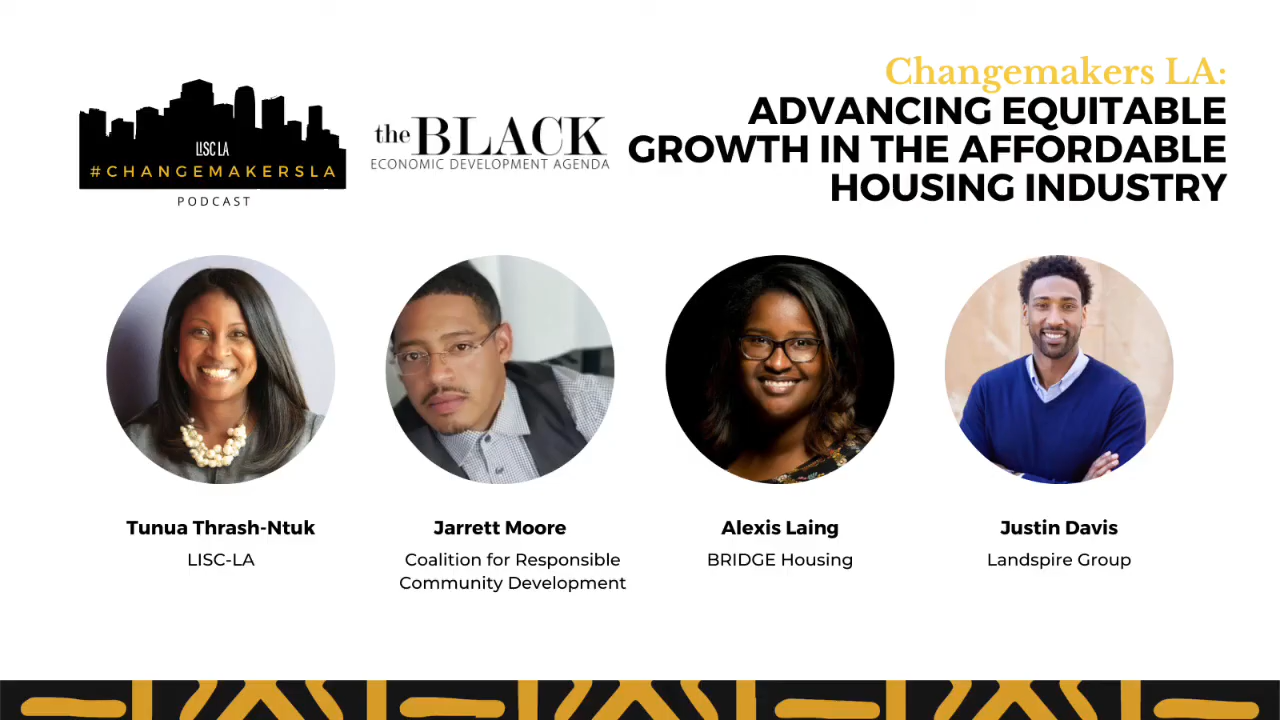 LISC LA
#CHANGEMAKERSLA
PODCAST
the BLACK
ECONOMIC DEVELOPMENT AGENDA
Changemakers LA:
ADVANCING EQUITABLE
GROWTH IN THE AFFORDABLE
HOUSING INDUSTRY
Tunua Thrash-Ntuk
LISC-LA
Jarrett Moore
Coalition for Responsible
Community Development
Alexis Laing
BRIDGE Housing
Justin Davis
Landspire Group